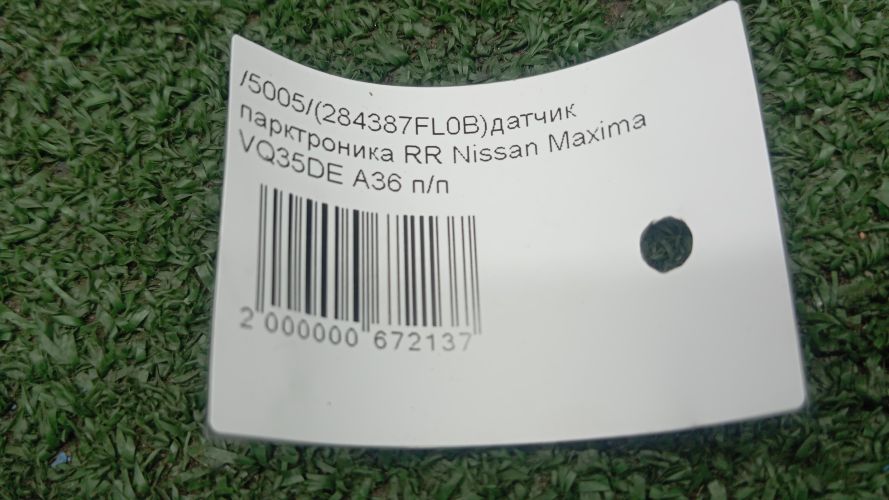 /5005/(284387FL0B)датчик
парктроника RR Nissan Maxima
VQ35DE A36 п/п
2 000000 672137